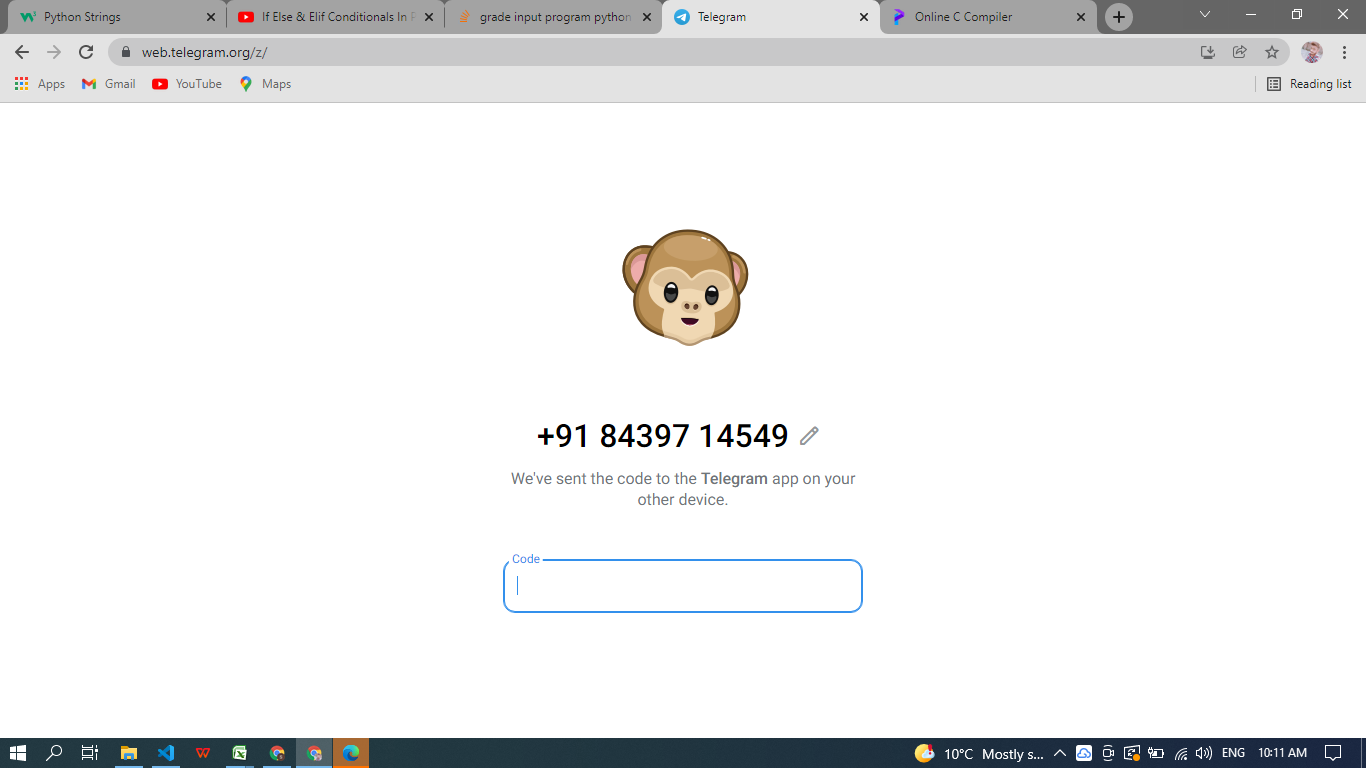 Python Strings
If Else & Elif Conditionals In P
grade input program python
Telegram
Online C Compiler
web.telegram.org/z/
Apps
Gmail
YouTube
Maps
Reading list
+91 84397 14549
We've sent the code to the Telegram app on your
other device.
Code
10°C Mostly s...
ENG
10:11 AM